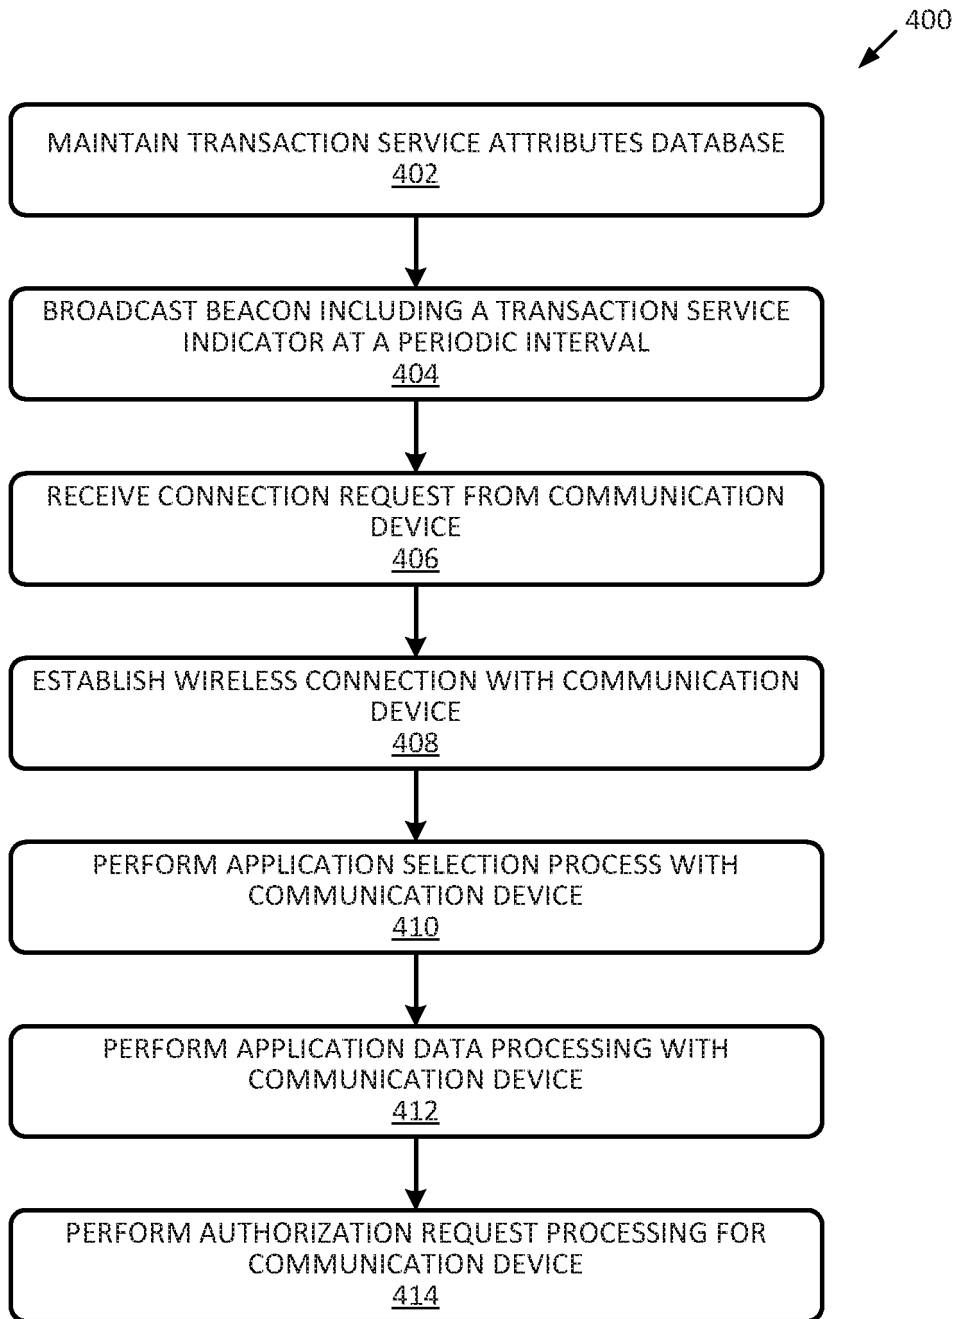 400
MAINTAIN TRANSACTION SERVICE ATTRIBUTES DATABASE
402
BROADCAST BEACON INCLUDING A TRANSACTION SERVICE
INDICATOR AT A PERIODIC INTERVAL
404
RECEIVE CONNECTION REQUEST FROM COMMUNICATION
DEVICE
406
ESTABLISH WIRELESS CONNECTION WITH COMMUNICATION
DEVICE
408
PERFORM APPLICATION SELECTION PROCESS WITH
COMMUNICATION DEVICE
410
PERFORM APPLICATION DATA PROCESSING WITH
COMMUNICATION DEVICE
412
PERFORM AUTHORIZATION REQUEST PROCESSING FOR
COMMUNICATION DEVICE
414